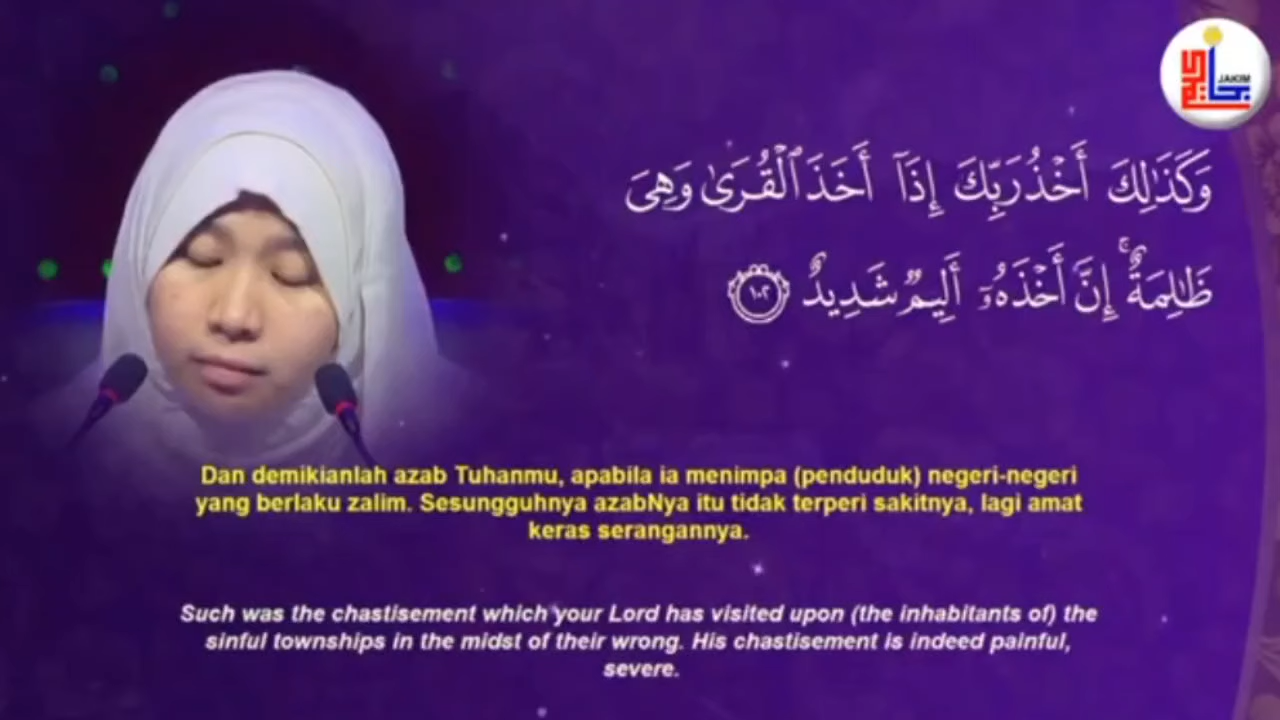 جاكيم
JAKIM
وَكَذَٰلِكَ أَخْذُ رَبِّكَ إِذَآ أَخَذَ ٱلْقُرَىٰ وَهِىَ
ظَـٰلِمَةٌ ۚ إِنَّ أَخْذَهُۥٓ أَلِيمٌ شَدِيدٌ ١٠٢
Dan demikianlah azab Tuhanmu, apabila ia menimpa (penduduk) negeri-negeri
yang berlaku zalim. Sesungguhnya azabNya itu tidak terperi sakitnya, lagi amat
keras serangannya.
Such was the chastisement which your Lord has visited upon (the inhabitants of) the
sinful townships in the midst of their wrong. His chastisement is indeed painful,
severe.